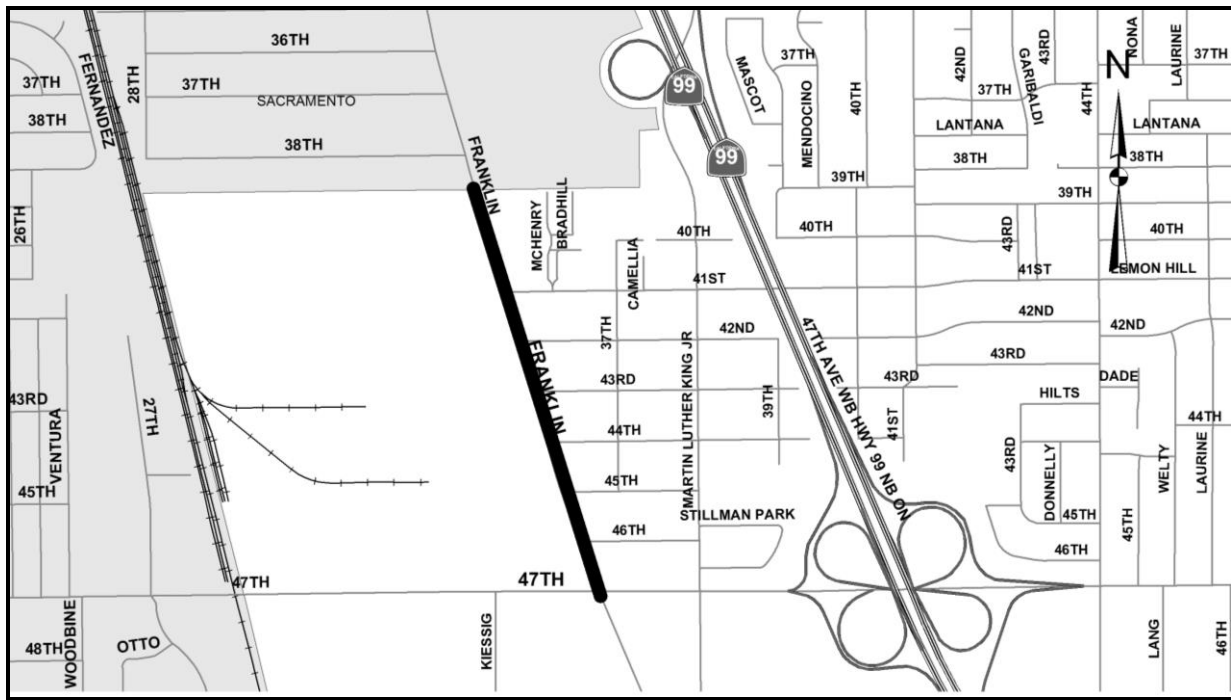 36TH
37TH
SACRAMENTO
38TH
28TH
FERNANDEZ
37TH
38TH
26TH
FRANKLIN
99
99
MASCOT
37TH
MENDOCINO
40TH
39TH
42ND
37TH
GARIBALDI
43RD
LANTANA
38TH
44TH
NONA
LAURINE
37TH
N
LANTANA
38TH
39TH
40TH
LEMON HILL
MCHENRY
BRADHILL
CAMELLIA
40TH
41ST
40TH
43RD
41ST
42ND
42ND
37TH
42ND
43RD
44TH
45TH
46TH
MARTIN LUTHER KING JR
39TH
STILLMAN PARK
47TH AVE WB HWY 99 NB ON
43RD
43RD
41ST
HILTS
DADE
43RD
DONNELLY
45TH
46TH
45TH
WELTY
44TH
LAURINE
FRANKLIN
43RD
VENTURA
45TH
27TH
47TH
47TH
48TH
WOODBINE
OTTO
KIESSIG
LANG
46TH